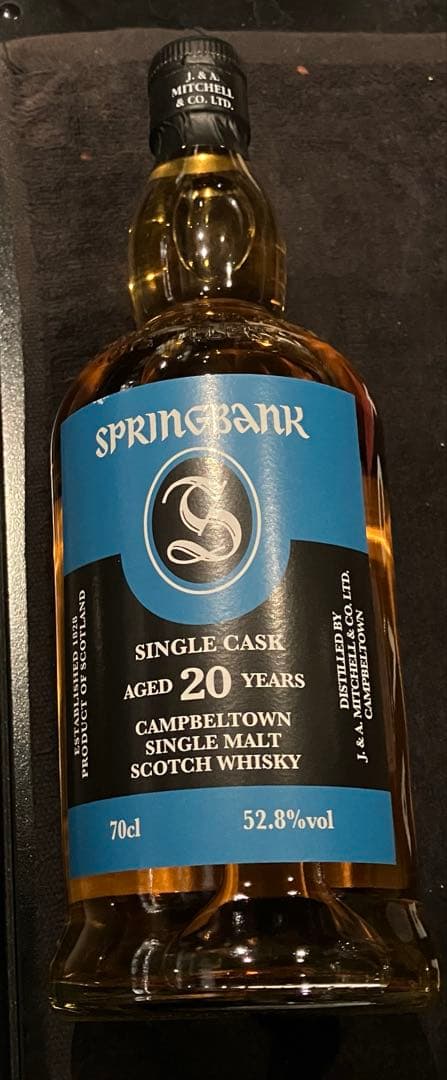 J. & A.
MITCHELL
& CO. LTD.
SPRINGBANK
S
SINGLE CASK
AGED 20 YEARS
CAMPBELTOWN
SINGLE MALT
SCOTCH WHISKY
ESTABLISHED 1828
PRODUCT OF SCOTLAND
DISTILLED BY
J. & A. MITCHELL & CO. LTD.
CAMPBELTOWN
70cl 52.8%vol